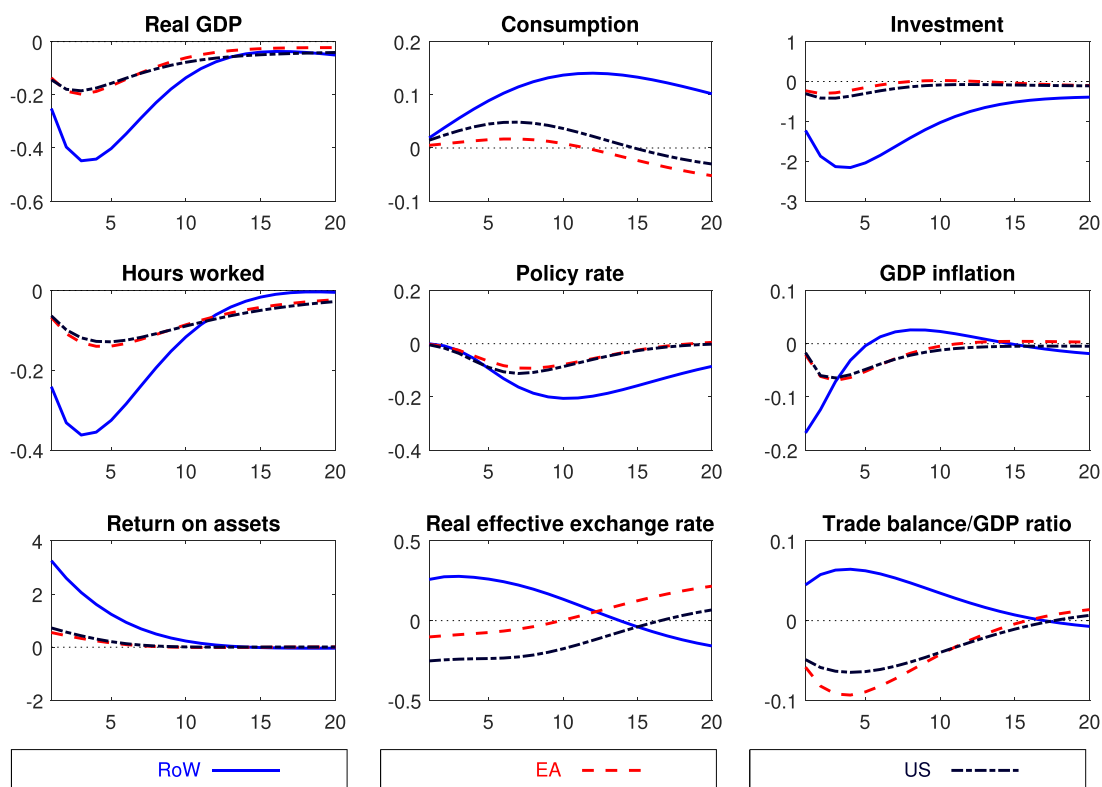 Real GDP
Consumption
Investment
0
-0.2
-0.4
-0.6
5 10 15 20
0.2
0.1
0
-0.1
5 10 15 20
1
0
-1
-2
-3
5 10 15 20
Hours worked
Policy rate
GDP inflation
0
-0.2
-0.4
5 10 15 20
0.2
0
-0.2
-0.4
5 10 15 20
0.1
0
-0.1
-0.2
5 10 15 20
Return on assets
Real effective exchange rate
Trade balance/GDP ratio
4
2
0
-2
5 10 15 20
0.5
0
-0.5
5 10 15 20
0.1
0
-0.1
5 10 15 20
RoW
EA
US